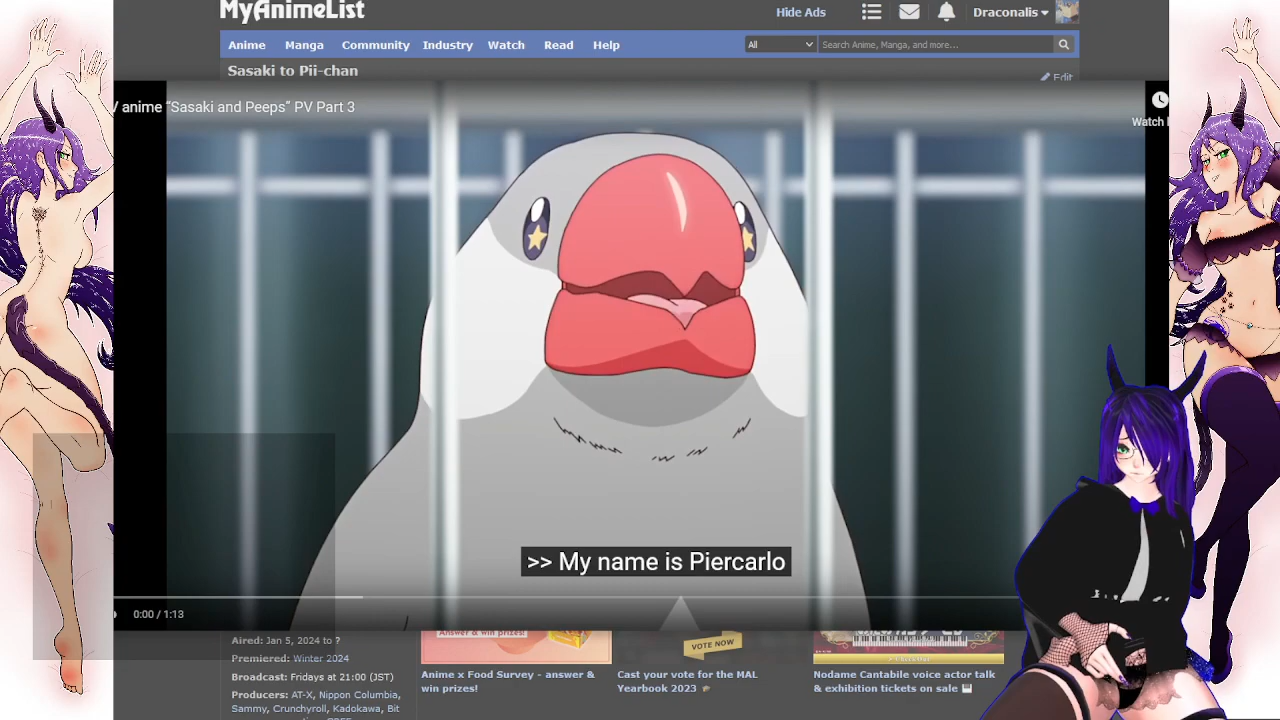 MyAnimeList
Hide Ads
Draconalis
Anime Manga Community Industry Watch Read Help
All
Search Anime, Manga, and more...
Sasaki to Pii-chan
Edit
V anime "Sasaki and Peeps" PV Part 3
Watch
>> My name is Piercarlo
0:00 / 1:13
Aired: Jan 5, 2024 to ?
Premiered: Winter 2024
Broadcast: Fridays at 21:00 (JST)
Producers: AT-X, Nippon Columbia,
Sammy, Crunchyroll, Kadokawa, Bit
Answer & win prizes!
Anime x Food Survey - answer &
win prizes!
VOTE NOW
Cast your vote for the MAL
Yearbook 2023
Nodame Cantabile voice actor talk
& exhibition tickets on sale